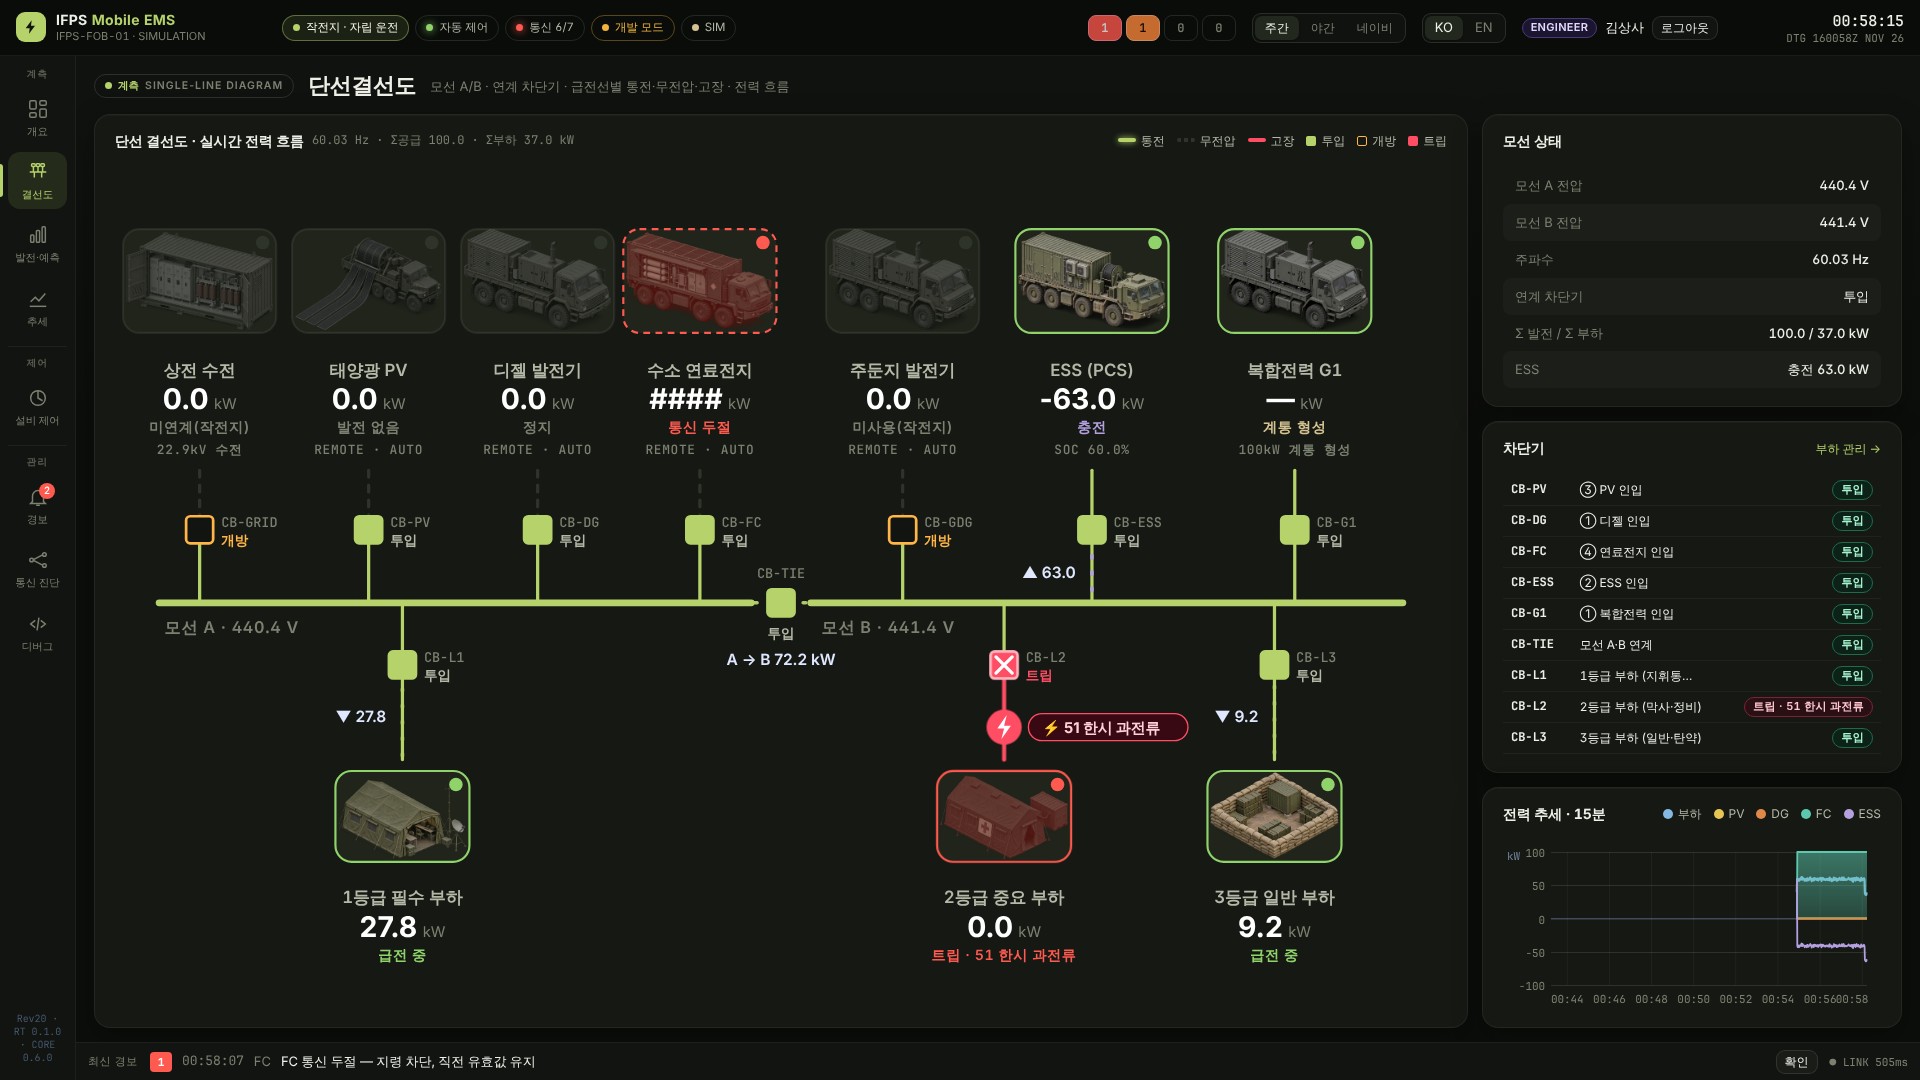 IFPS Mobile EMS
IFPS-FOB-01 · SIMULATION
작전지 · 자립 운전
자동 제어
통신 6/7
개발 모드
SIM
1
1
0
0
주간
야간
네이비
KO
EN
ENGINEER
김상사
로그아웃
00:58:15
DTG 160058Z NOV 26
계측
개요
결선도
발전·예측
추세
제어
설비 제어
관리
2
경보
통신 진단
디버그
Rev20 ·
RT 0.1.0
· CORE
0.6.0
계측 SINGLE-LINE DIAGRAM
단선결선도
모선 A/B · 연계 차단기 · 급전선별 통전·무전압·고장 · 전력 흐름
단선 결선도 · 실시간 전력 흐름
60.03 Hz · Σ공급 100.0 · Σ부하 37.0 kW
통전
무전압
고장
투입
개방
트립
상전 수전
0.0 kW
미연계(작전지)
22.9kV 수전
태양광 PV
0.0 kW
발전 없음
REMOTE · AUTO
디젤 발전기
0.0 kW
정지
REMOTE · AUTO
수소 연료전지
#### kW
통신 두절
REMOTE · AUTO
주둔지 발전기
0.0 kW
미사용(작전지)
REMOTE · AUTO
ESS (PCS)
-63.0 kW
충전
SOC 60.0%
복합전력 G1
— kW
계통 형성
100kW 계통 형성
CB-GRID
개방
CB-PV
투입
CB-DG
투입
CB-FC
투입
CB-GDG
개방
CB-ESS
투입
CB-G1
투입
▲ 63.0
CB-TIE
투입
A → B 72.2 kW
모선 A · 440.4 V
모선 B · 441.4 V
CB-L1
투입
CB-L2
트립
CB-L3
투입
▼ 27.8
⚡ 51 한시 과전류
▼ 9.2
1등급 필수 부하
27.8 kW
급전 중
2등급 중요 부하
0.0 kW
트립 · 51 한시 과전류
3등급 일반 부하
9.2 kW
급전 중
모선 상태
모선 A 전압 440.4 V
모선 B 전압 441.4 V
주파수 60.03 Hz
연계 차단기 투입
Σ 발전 / Σ 부하 100.0 / 37.0 kW
ESS 충전 63.0 kW
차단기
부하 관리 →
CB-PV ③ PV 인입 투입
CB-DG ① 디젤 인입 투입
CB-FC ④ 연료전지 인입 투입
CB-ESS ② ESS 인입 투입
CB-G1 ① 복합전력 인입 투입
CB-TIE 모선 A·B 연계 투입
CB-L1 1등급 부하 (지휘통... 투입
CB-L2 2등급 부하 (막사·정비) 트립 · 51 한시 과전류
CB-L3 3등급 부하 (일반·탄약) 투입
전력 추세 · 15분
부하
PV
DG
FC
ESS
kW
100
50
0
-50
-100
00:44 00:46 00:48 00:50 00:52 00:54 00:56 00:58
최신 경보
1
00:58:07
FC
FC 통신 두절 — 지령 차단, 직전 유효값 유지
확인
LINK 505ms